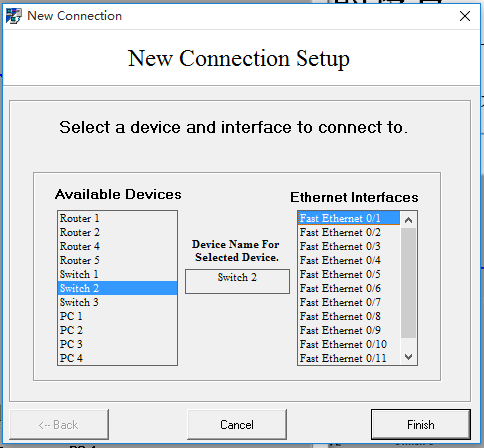 New Connection
New Connection Setup
Select a device and interface to connect to.
Available Devices
Router 1
Router 2
Router 4
Router 5
Switch 1
Switch 2
Switch 3
PC 1
PC 2
PC 3
PC 4
Device Name For
Selected Device.
Switch 2
Ethernet Interfaces
Fast Ethernet 0/1
Fast Ethernet 0/2
Fast Ethernet 0/3
Fast Ethernet 0/4
Fast Ethernet 0/5
Fast Ethernet 0/6
Fast Ethernet 0/7
Fast Ethernet 0/8
Fast Ethernet 0/9
Fast Ethernet 0/10
Fast Ethernet 0/11
<-- Back
Cancel
Finish